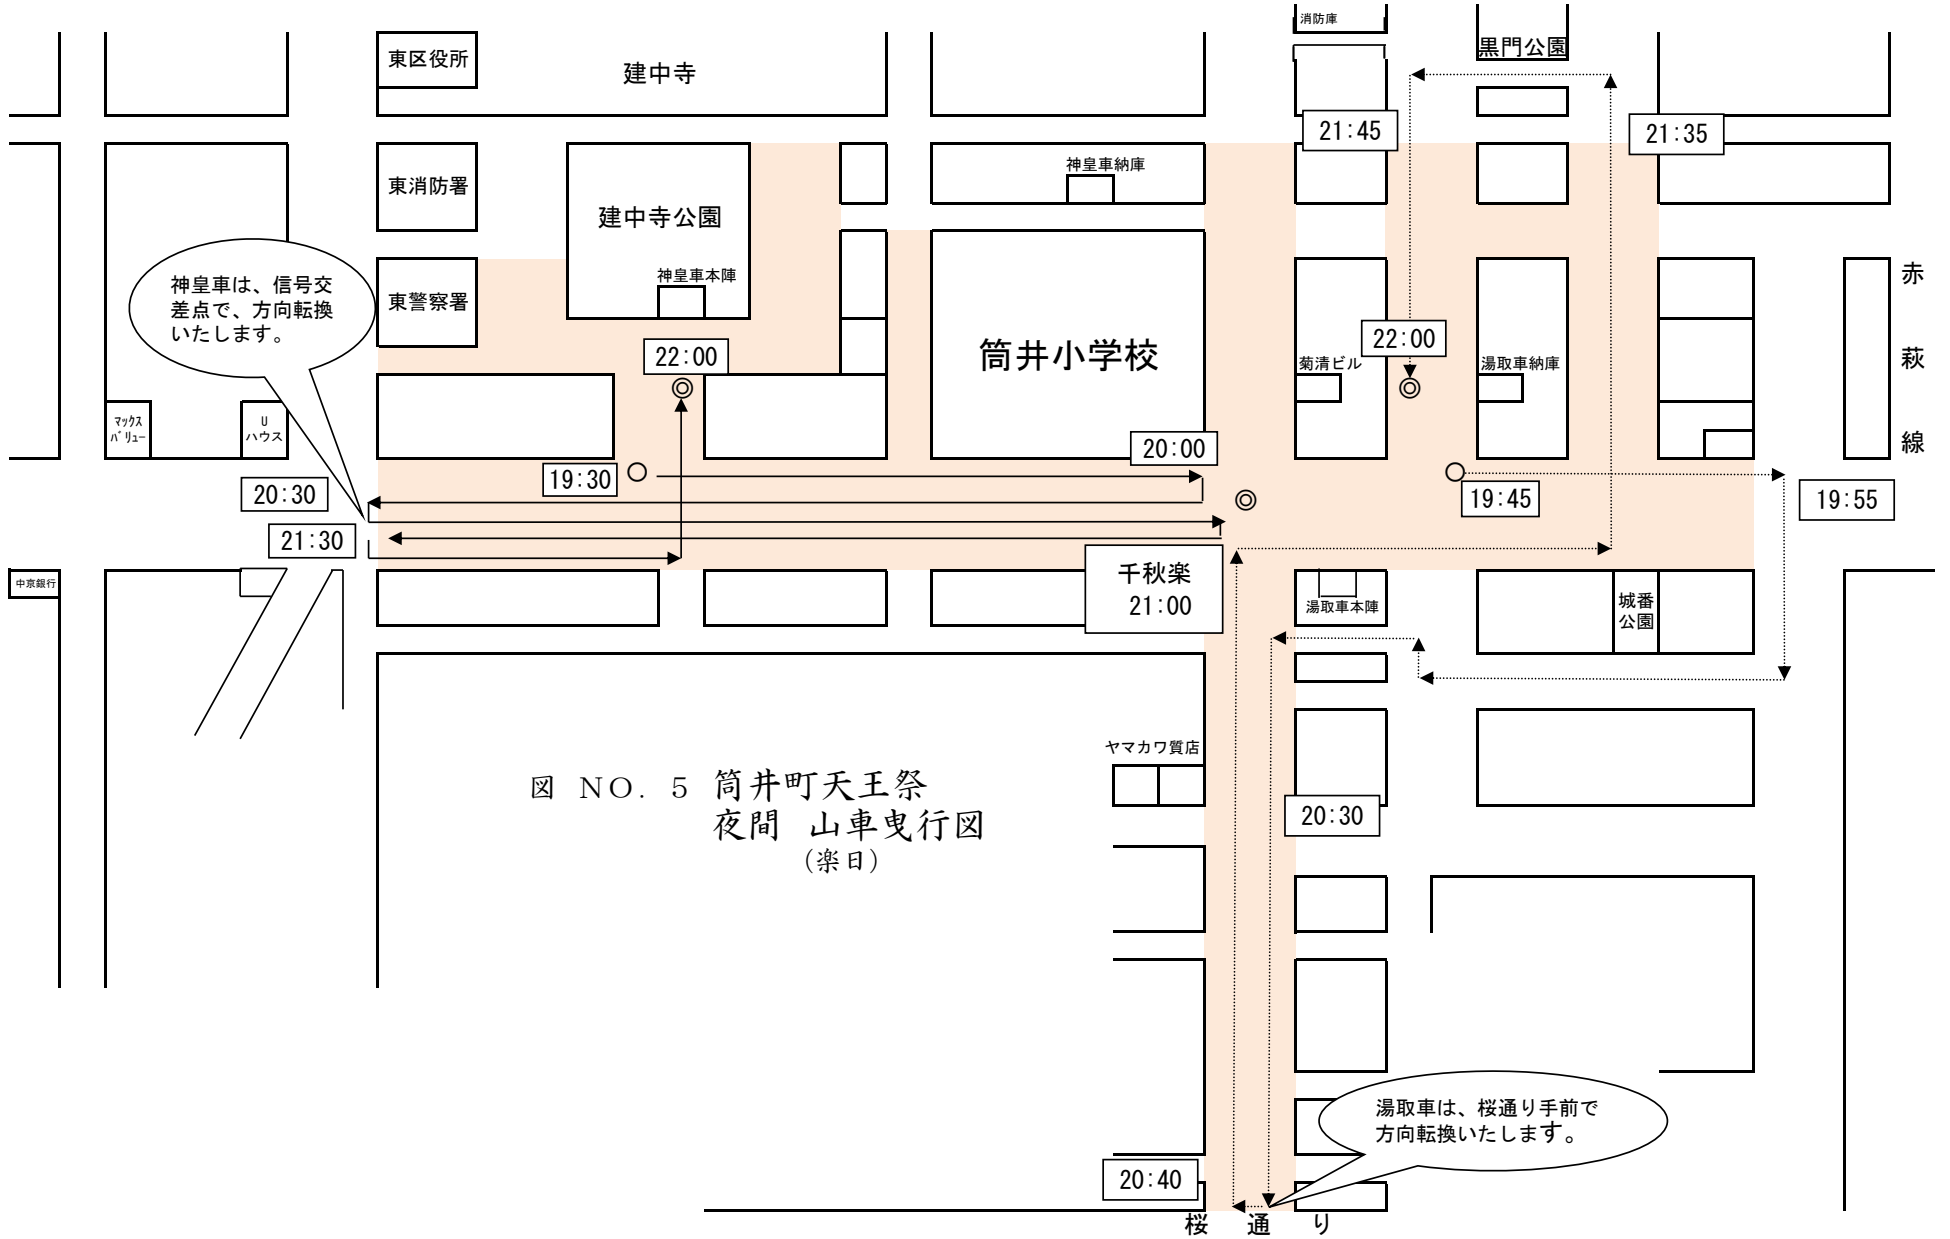 消防庫
東区役所
建中寺
黒門公園
21:45
21:35
東消防署
神皇車納庫
建中寺公園
神皇車は、信号交
差点で、方向転換
いたします。
東警察署
神皇車本陣
赤
萩
線
22:00
筒井小学校
22:00
菊清ビル
湯取車納庫
マックス
バリュー
U
ハウス
20:00
19:30
20:30
19:45
19:55
21:30
千秋楽
21:00
中京銀行
湯取車本陣
城番
公園
ヤマカワ質店
図 NO. 5 筒井町天王祭
夜間 山車曳行図
(楽日)
20:30
湯取車は、桜通り手前で
方向転換いたします。
20:40
桜 通 り